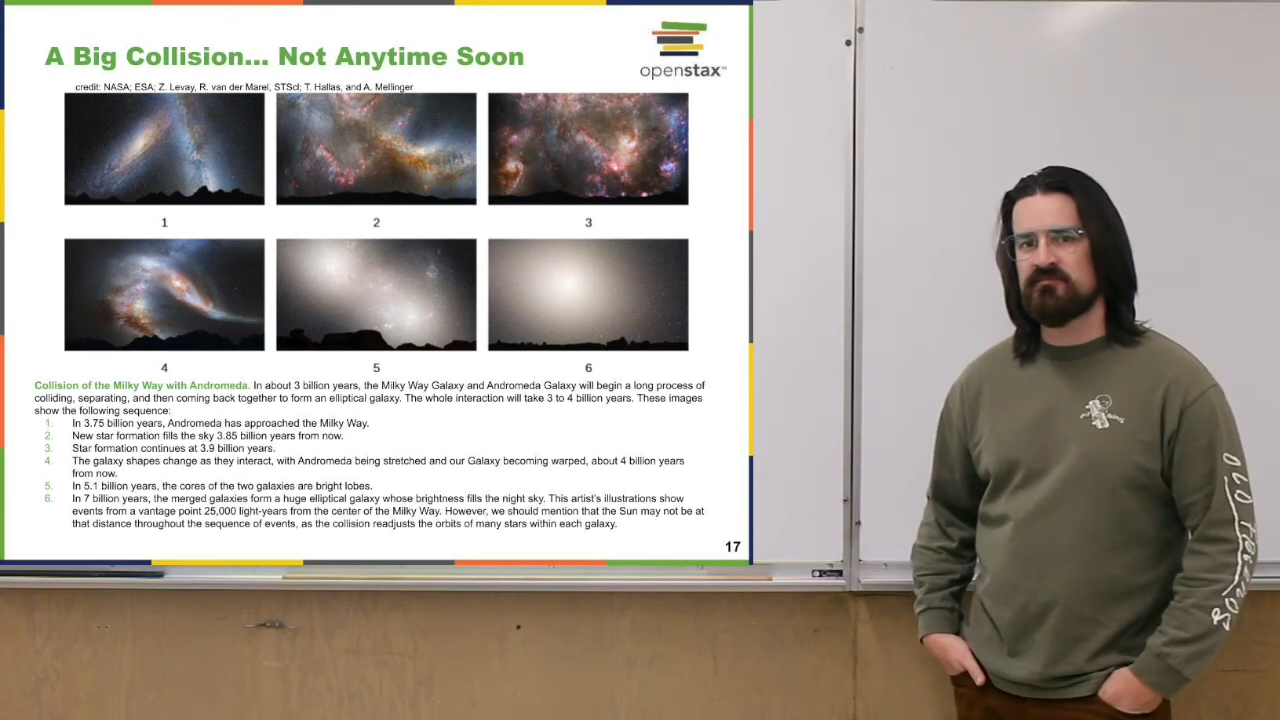 A Big Collision... Not Anytime Soon
openstax™
credit: NASA; ESA; Z. Levay, R. van der Marel, STScI; T. Hallas, and A. Mellinger
1
2
3
4
5
6
Collision of the Milky Way with Andromeda. In about 3 billion years, the Milky Way Galaxy and Andromeda Galaxy will begin a long process of
colliding, separating, and then coming back together to form an elliptical galaxy. The whole interaction will take 3 to 4 billion years. These images
show the following sequence:
1. In 3.75 billion years, Andromeda has approached the Milky Way.
2. New star formation fills the sky 3.85 billion years from now.
3. Star formation continues at 3.9 billion years.
4. The galaxy shapes change as they interact, with Andromeda being stretched and our Galaxy becoming warped, about 4 billion years
from now.
5. In 5.1 billion years, the cores of the two galaxies are bright lobes.
6. In 7 billion years, the merged galaxies form a huge elliptical galaxy whose brightness fills the night sky. This artist's illustrations show
events from a vantage point 25,000 light-years from the center of the Milky Way. However, we should mention that the Sun may not be at
that distance throughout the sequence of events, as the collision readjusts the orbits of many stars within each galaxy.
17